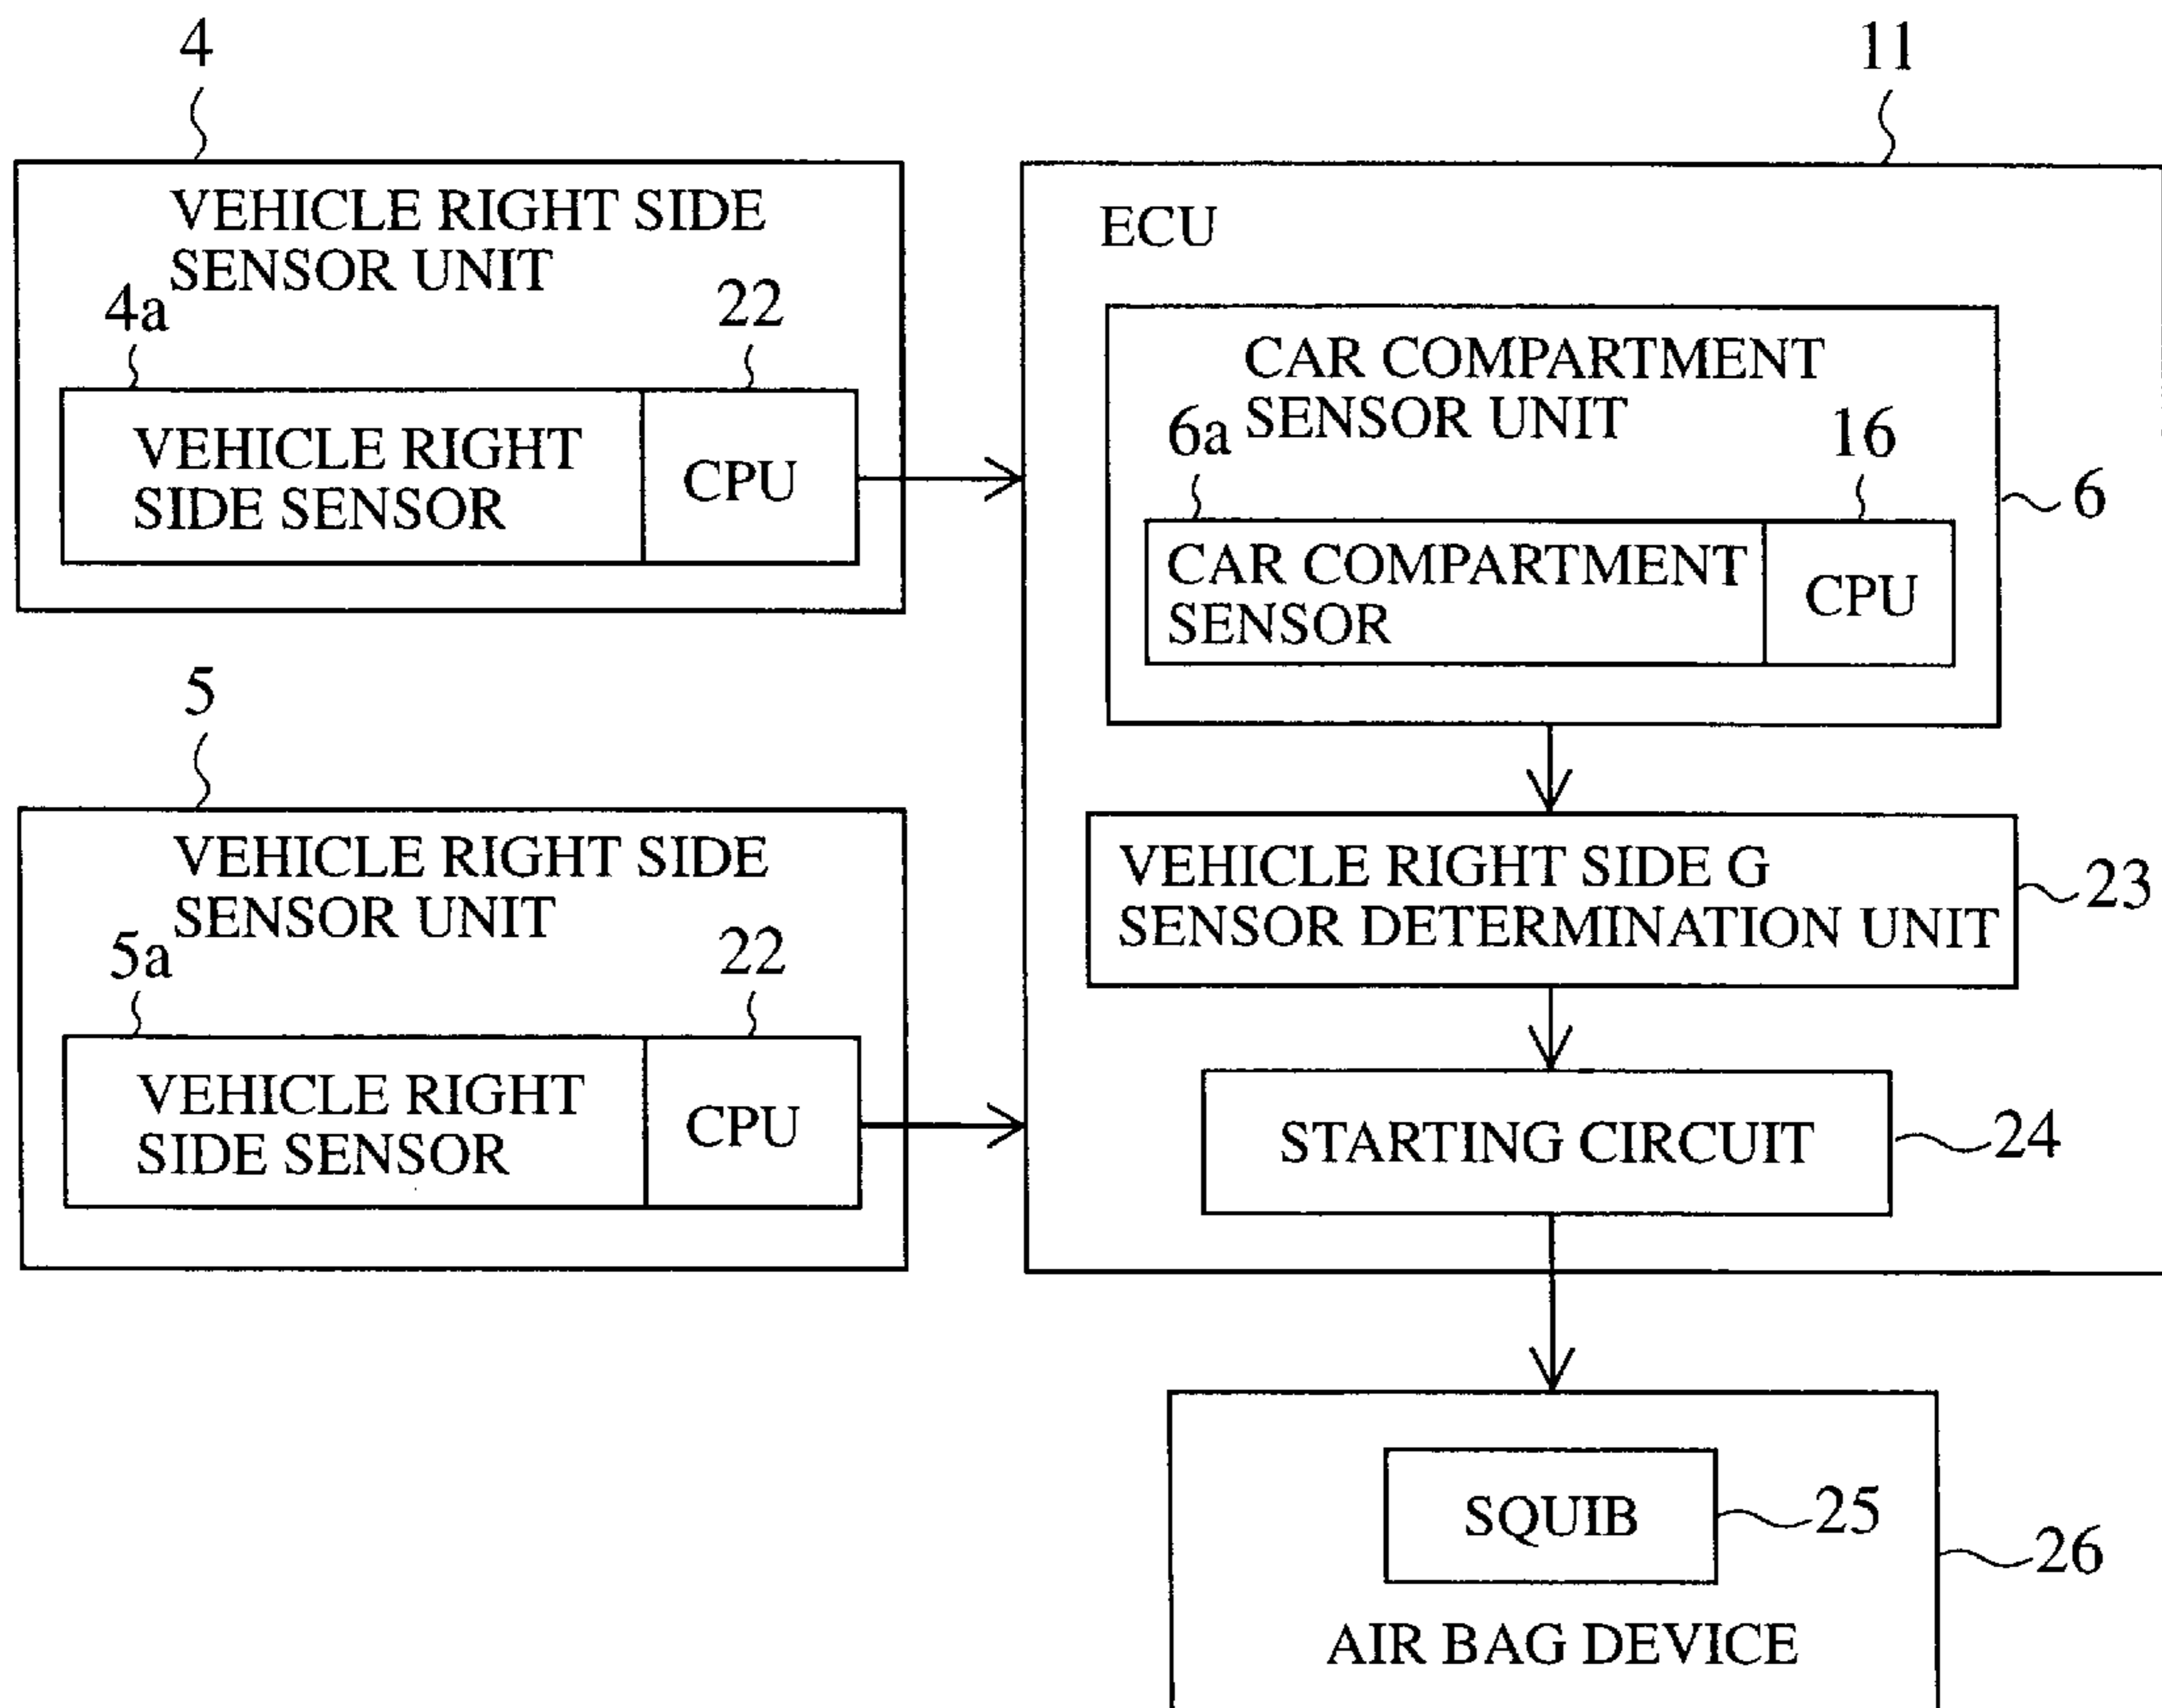 4
VEHICLE RIGHT SIDE
SENSOR UNIT
4a
22
VEHICLE RIGHT
SIDE SENSOR
CPU
5
VEHICLE RIGHT SIDE
SENSOR UNIT
5a
22
VEHICLE RIGHT
SIDE SENSOR
CPU
11
ECU
CAR COMPARTMENT
SENSOR UNIT
6a
16
6
CAR COMPARTMENT
SENSOR
CPU
VEHICLE RIGHT SIDE G
SENSOR DETERMINATION UNIT
23
STARTING CIRCUIT
24
SQUIB
25
26
AIR BAG DEVICE